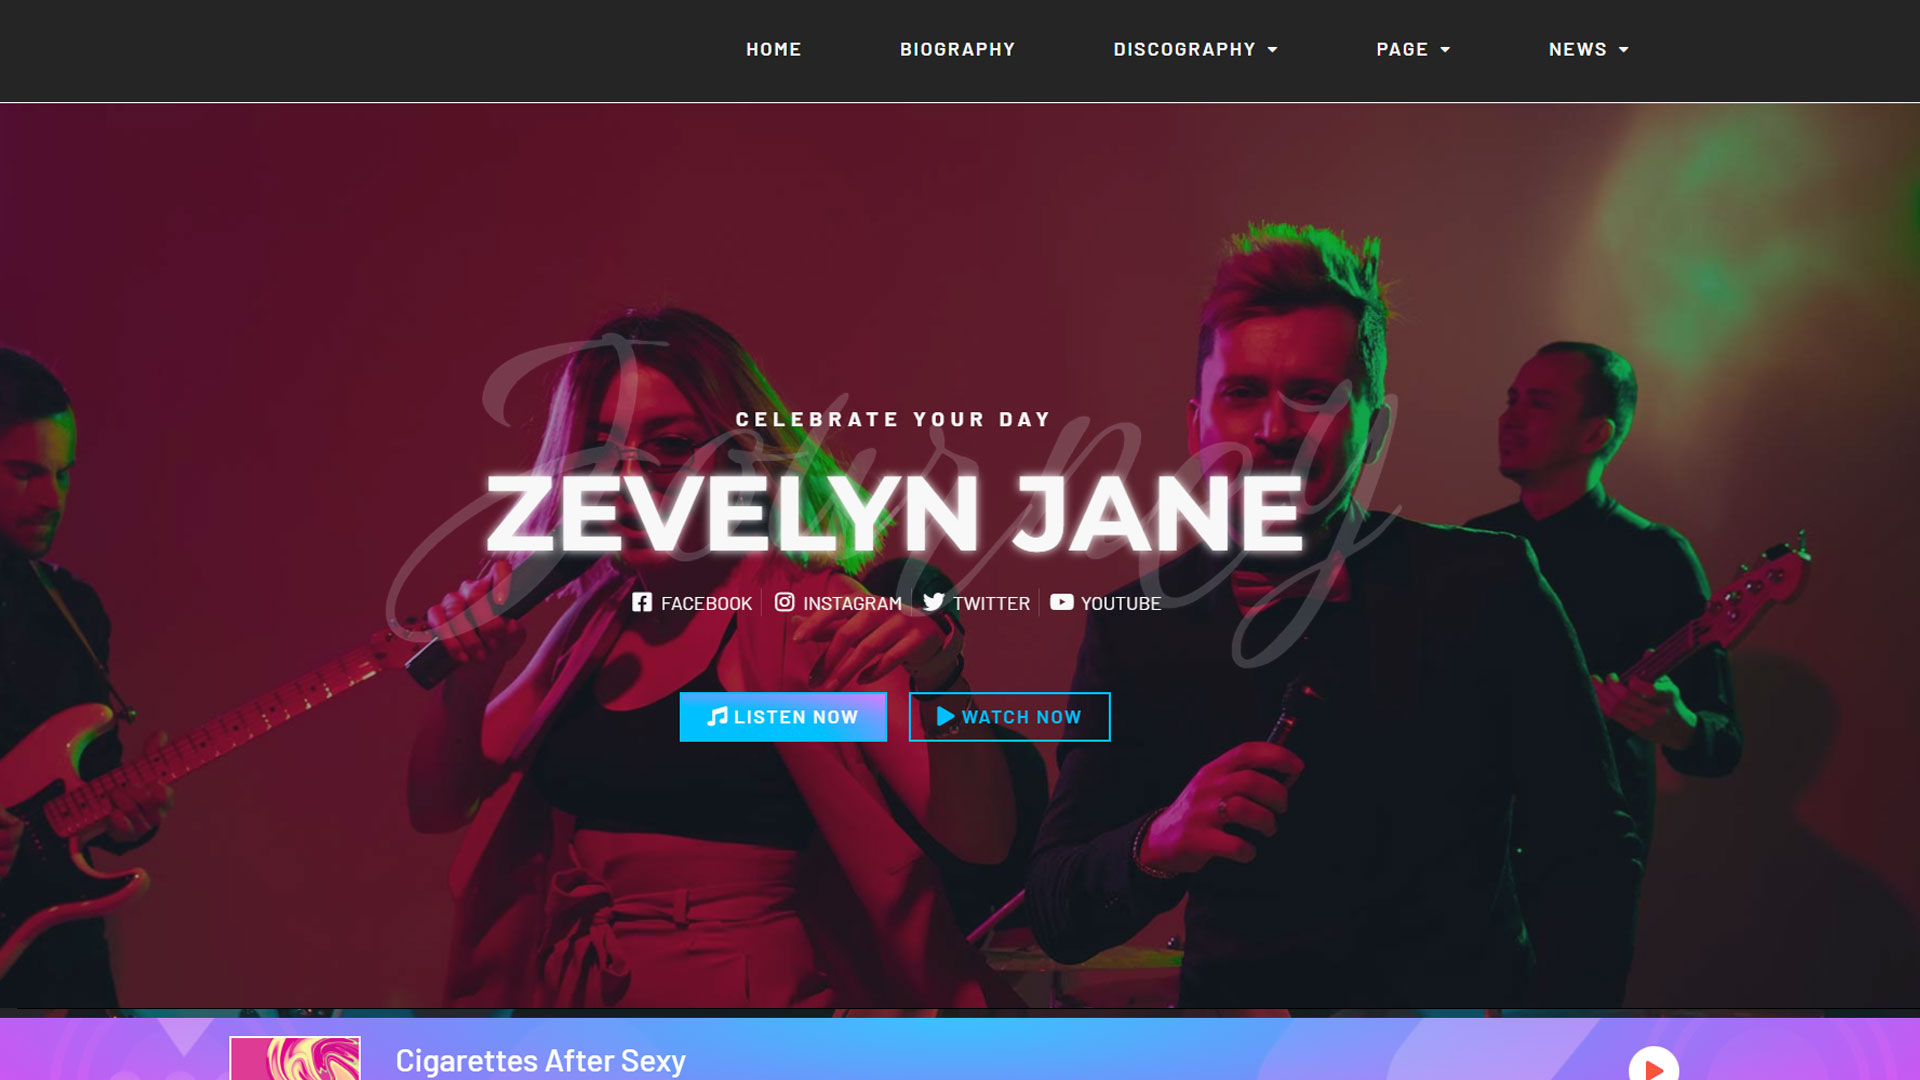 HOME BIOGRAPHY DISCOGRAPHY PAGE NEWS
Journey
CELEBRATE YOUR DAY
ZEVELYN JANE
FACEBOOK INSTAGRAM TWITTER YOUTUBE
LISTEN NOW WATCH NOW
Cigarettes After Sexy